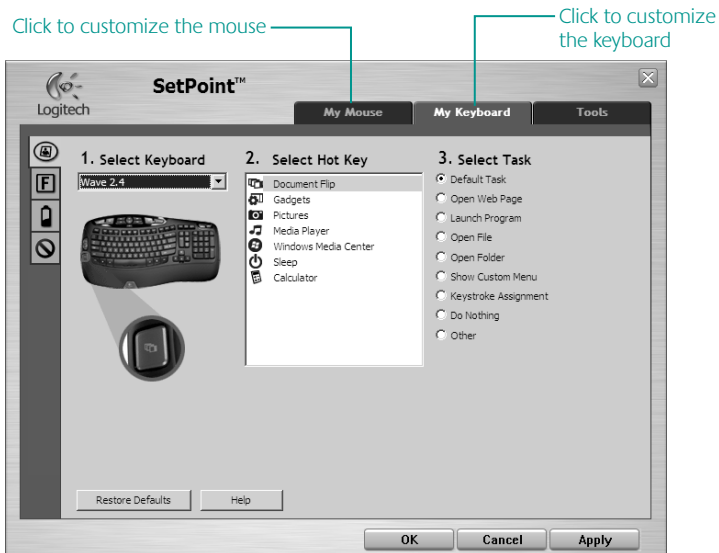 Click to customize the mouse
Click to customize
the keyboard
Logitech
SetPoint™
My Mouse
My Keyboard
Tools
1. Select Keyboard
Wave 2.4
2. Select Hot Key
Document Flip
Gadgets
Pictures
Media Player
Windows Media Center
Sleep
Calculator
3. Select Task
Default Task
Open Web Page
Launch Program
Open File
Open Folder
Show Custom Menu
Keystroke Assignment
Do Nothing
Other
F
Restore Defaults
Help
OK
Cancel
Apply